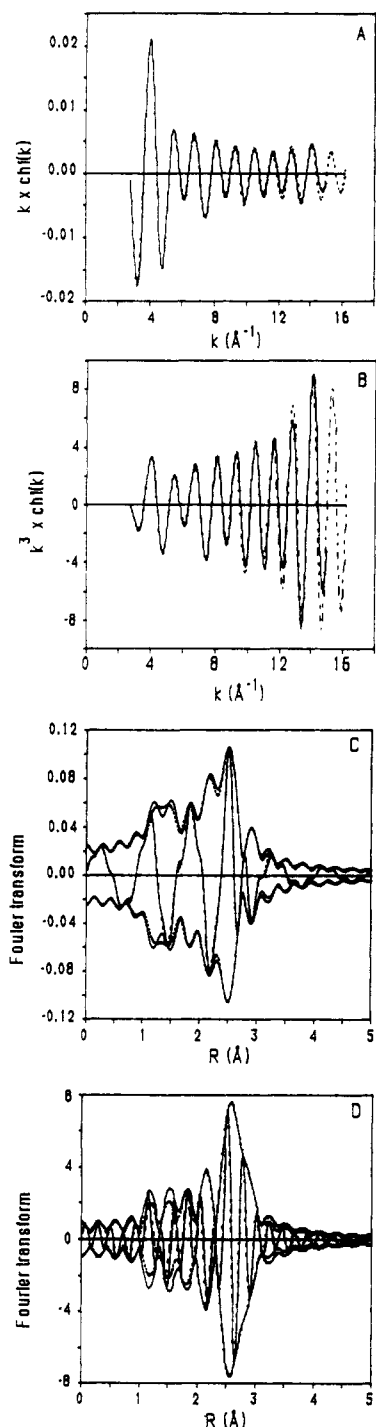 A
0.02
0.01
0.00
-0.01
-0.02
k x chi(k)
0 4 8 12 16
k (Å⁻¹)
B
8
4
0
-4
-8
k³ x chi(k)
0 4 8 12 16
k (Å⁻¹)
C
0.12
0.08
0.04
0.00
-0.04
-0.08
-0.12
Fouler transform
0 1 2 3 4 5
R (Å)
D
8
4
0
-4
-8
Fourler transform
0 1 2 3 4 5
R (Å)